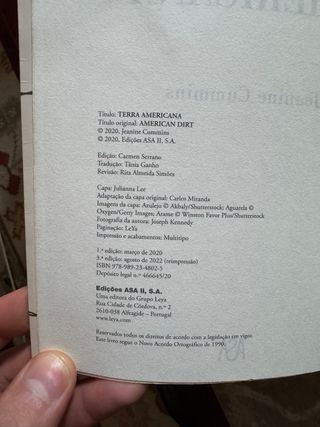 Jeanine Cummins
Título: TERRA AMERICANA
Título original: AMERICAN DIRT
© 2020, Jeanine Cummins
© 2020, Edições ASA II, S.A.
Edição: Carmen Serrano
Tradução: Tânia Ganho
Revisão: Rita Almeida Simões
Capa: Julianna Lee
Adaptação da capa original: Carlos Miranda
Imagens da capa: Azulejo © Akbaly/Shutterstock; Aguarela ©
Oxygen/Getty Images; Arame © Winston Favor Plus/Shutterstock
Fotografia da autora: Joseph Kennedy
Paginação: LeYa
Impressão e acabamentos: Multitipo
1.ª edição: março de 2020
3.ª edição: agosto de 2022 (reimpressão)
ISBN 978-989-23-4802-5
Depósito legal n.º 466645/20
Edições ASA II, S.A.
Uma editora do Grupo Leya
Rua Cidade de Córdova, n.º 2
2610-038 Alfragide – Portugal
www.leya.com
Reservados todos os direitos de acordo com a legislação em vigor.
Este livro segue o Novo Acordo Ortográfico de 1990.